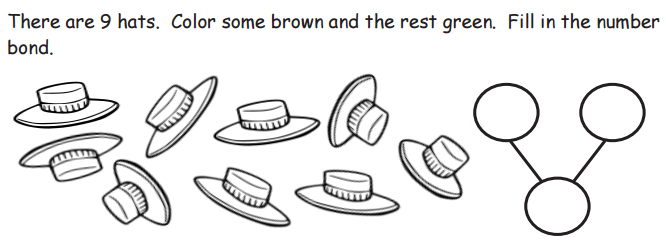 There are 9 hats.  Color some brown and the rest green.  Fill in the number
bond.